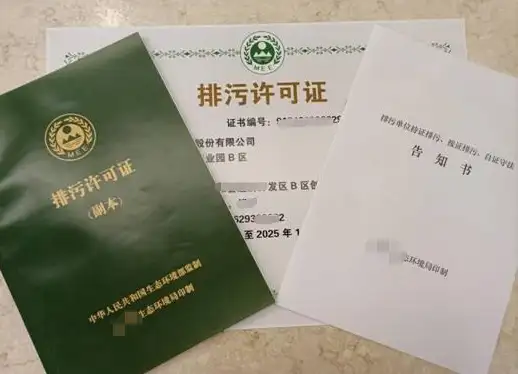 MEE
排污许可证
(副本)
中华人民共和国生态环境部监制
生态环境局印制
MEE
排污许可证
证书编号：
股份有限公司
业园B区
发区B区创
至 2025 年 1
排污单位持证排污、按证排污、自证守法
告知书
生态环境局印制